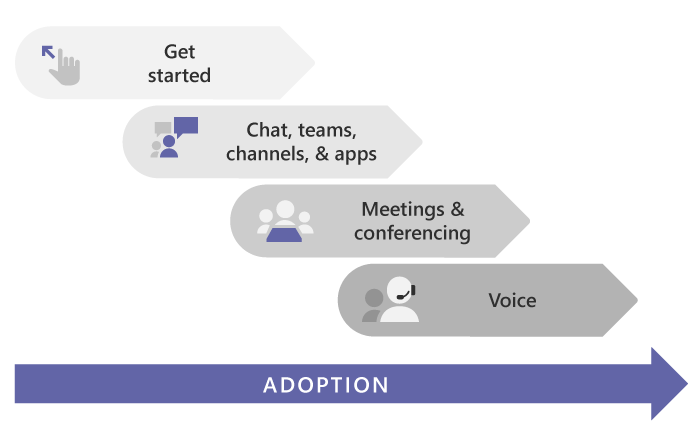 Get
started
Chat, teams,
channels, & apps
Meetings &
conferencing
Voice
ADOPTION